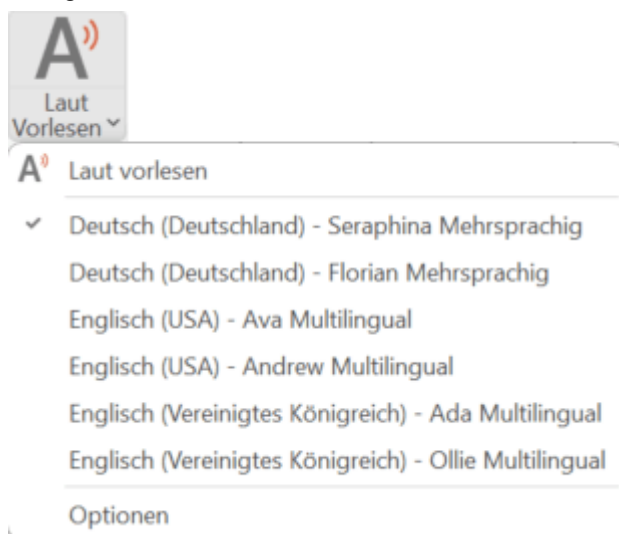 A
Laut
Vorlesen
A Laut vorlesen
Deutsch (Deutschland) - Seraphina Mehrsprachig
Deutsch (Deutschland) - Florian Mehrsprachig
Englisch (USA) - Ava Multilingual
Englisch (USA) - Andrew Multilingual
Englisch (Vereinigtes Königreich) - Ada Multilingual
Englisch (Vereinigtes Königreich) - Ollie Multilingual
Optionen